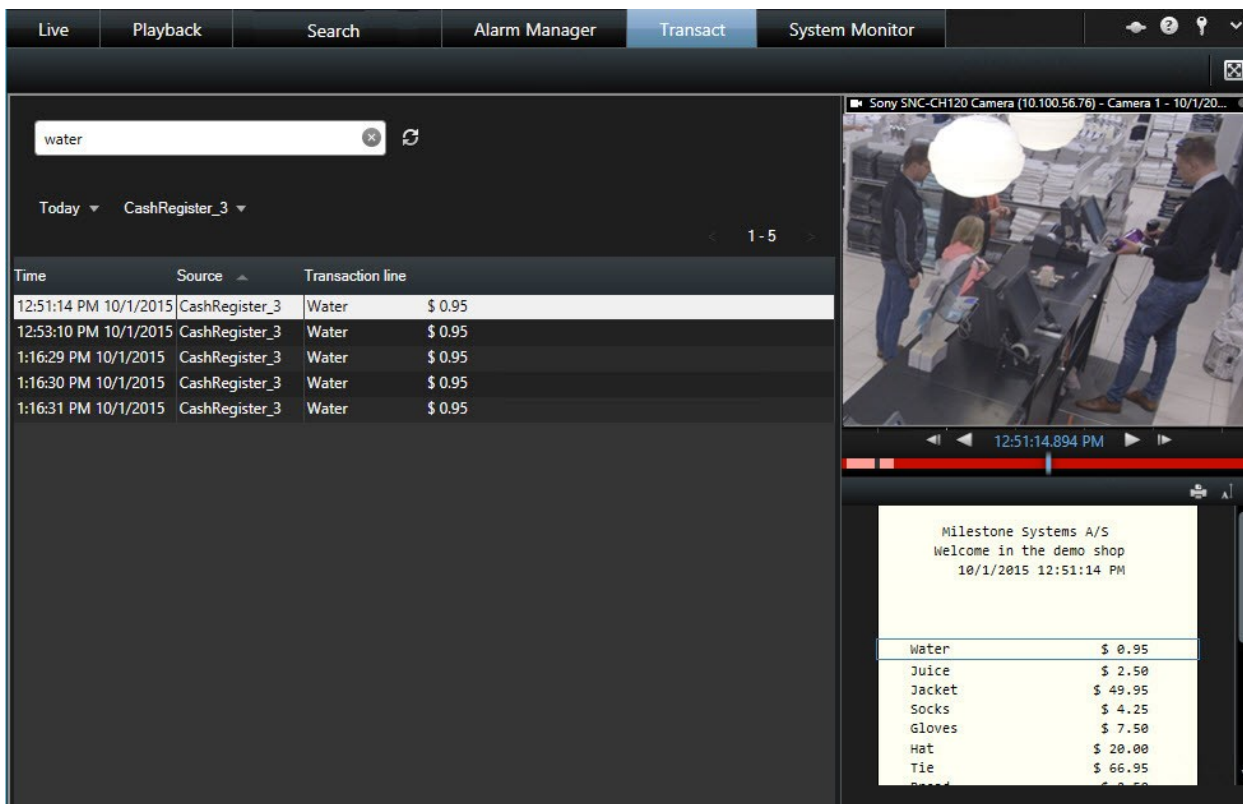 Live Playback Search Alarm Manager Transact System Monitor
water
Today CashRegister_3
1 - 5
Time Source Transaction line
12:51:14 PM 10/1/2015 CashRegister_3 Water $ 0.95
12:53:10 PM 10/1/2015 CashRegister_3 Water $ 0.95
1:16:29 PM 10/1/2015 CashRegister_3 Water $ 0.95
1:16:30 PM 10/1/2015 CashRegister_3 Water $ 0.95
1:16:31 PM 10/1/2015 CashRegister_3 Water $ 0.95
Sony SNC-CH120 Camera (10.100.56.76) - Camera 1 - 10/1/20...
12:51:14.894 PM
Milestone Systems A/S
Welcome in the demo shop
10/1/2015 12:51:14 PM
Water $ 0.95
Juice $ 2.50
Jacket $ 49.95
Socks $ 4.25
Gloves $ 7.50
Hat $ 20.00
Tie $ 66.95